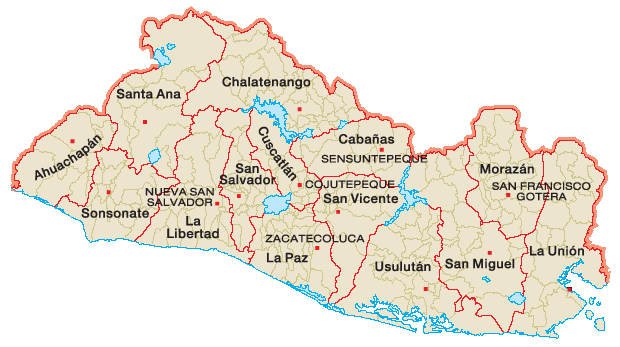 Chalatenango
Santa Ana
Cuscatlán
Cabañas
SENSUNTEPEQUE
Ahuachapán
San
Salvador
Morazán
COJUTEPEQUE
SAN FRANCISCO
GOTERA
NUEVA SAN
SALVADOR
San Vicente
Sonsonate
La
Libertad
ZACATECOLUCA
La Paz
Usulután
San Miguel
La Unión